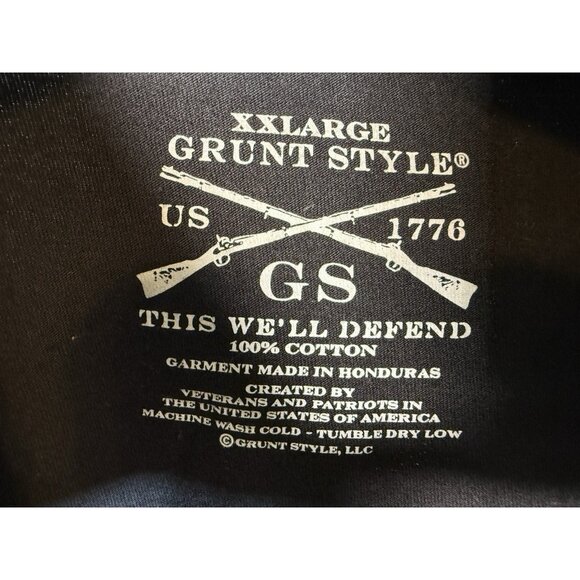 XXLARGE
GRUNT STYLE®
US 1776
GS
THIS WE'LL DEFEND
100% COTTON
GARMENT MADE IN HONDURAS
CREATED BY
VETERANS AND PATRIOTS IN
THE UNITED STATES OF AMERICA
MACHINE WASH COLD - TUMBLE DRY LOW
©GRUNT STYLE, LLC